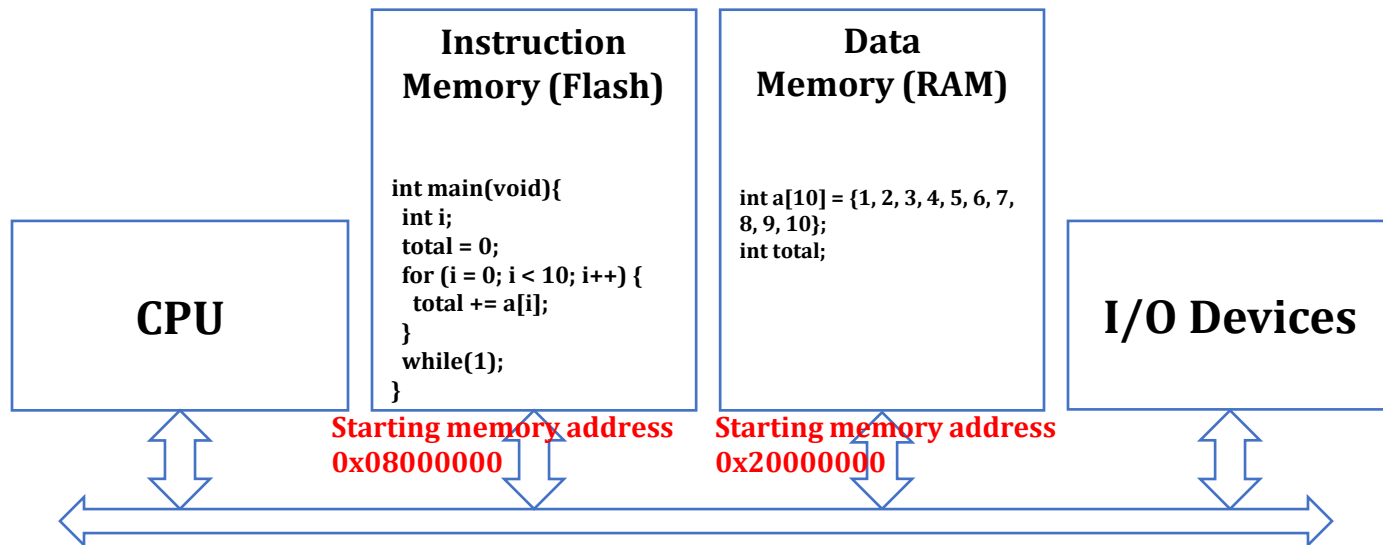 Instruction
Memory (Flash)
int main(void){
int i;
total = 0;
for (i = 0; i < 10; i++) {
total += a[i];
}
while(1);
}
Data
Memory (RAM)
int a[10] = {1, 2, 3, 4, 5, 6, 7,
8, 9, 10};
int total;
CPU
I/O Devices
Starting memory address
0x08000000
Starting memory address
0x20000000